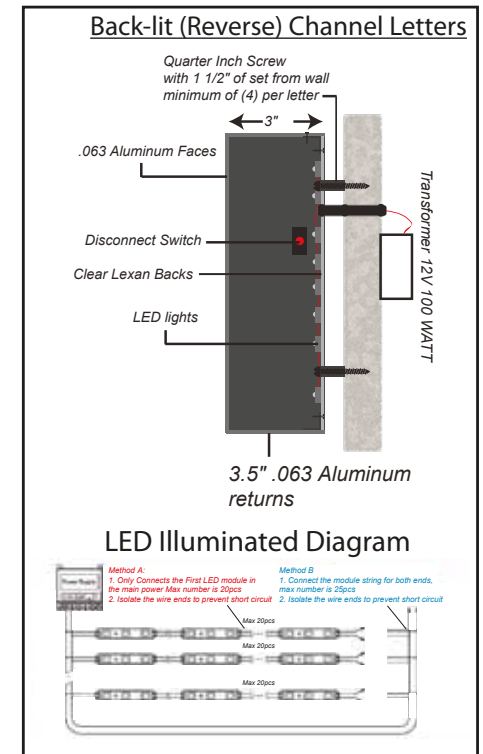 Back-lit (Reverse) Channel Letters
Quarter Inch Screw
with 1 1/2" of set from wall
minimum of (4) per letter
3"
.063 Aluminum Faces
Disconnect Switch
Clear Lexan Backs
LED lights
Transformer 12V 100 WATT
3.5" .063 Aluminum
returns
LED Illuminated Diagram
Power Supply
Method A:
1. Only Connects the First LED module in
the main power Max number is 20pcs
2. Isolate the wire ends to prevent short circuit
Method B
1. Connect the module string for both ends,
max number is 25pcs
2. Isolate the wire ends to prevent short circuit
Max 20pcs
Max 20pcs
Max 20pcs